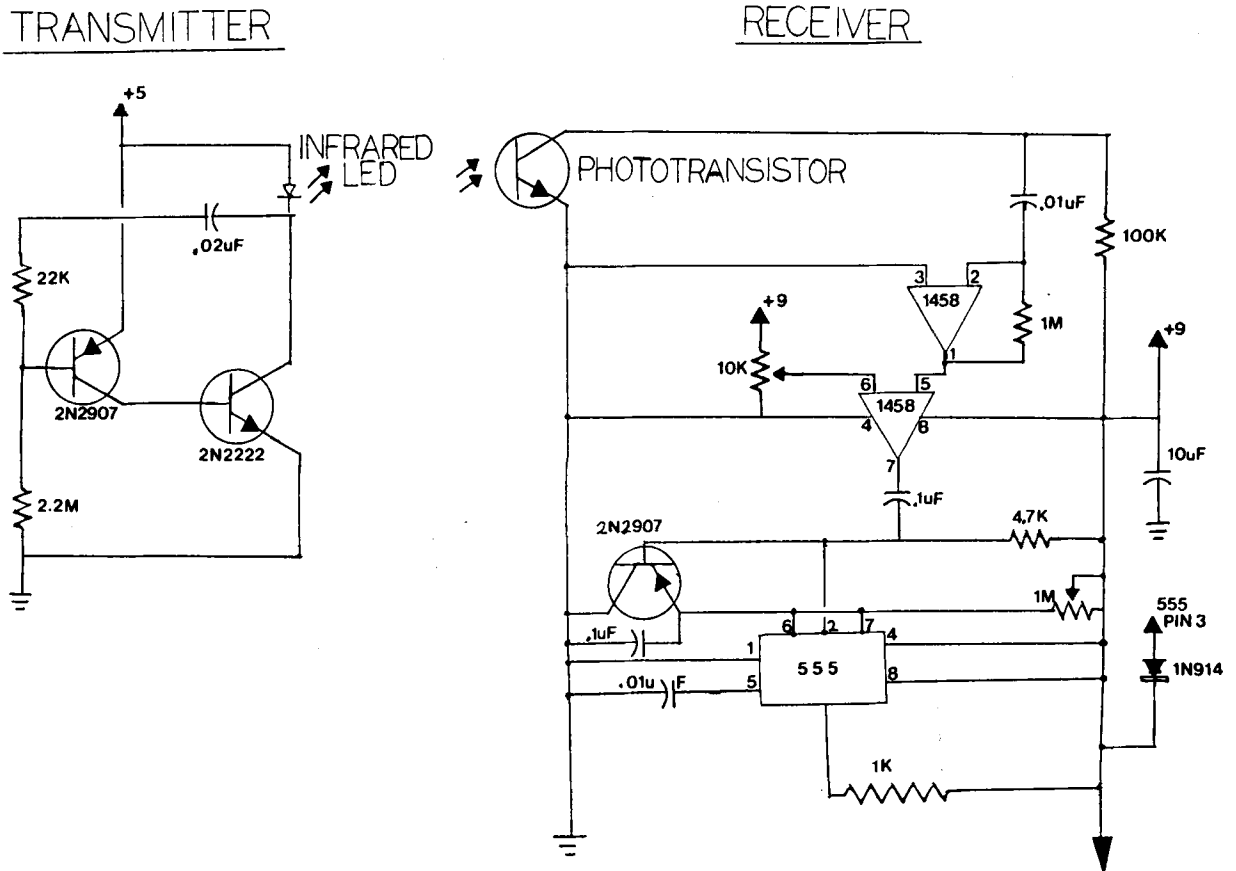 TRANSMITTER
+5
INFRARED
LED
.02uF
22K
2N2907
2N2222
2.2M
RECEIVER
PHOTOTRANSISTOR
.01uF
100K
3 2
1458
1M
1
+9
10K
6 5
1458
4 8
7
+9
10uF
.1uF
2N2907
4.7K
1M
.1uF
6 2 7
1 4
555
.01u F 5 8
555
PIN 3
1N914
1K